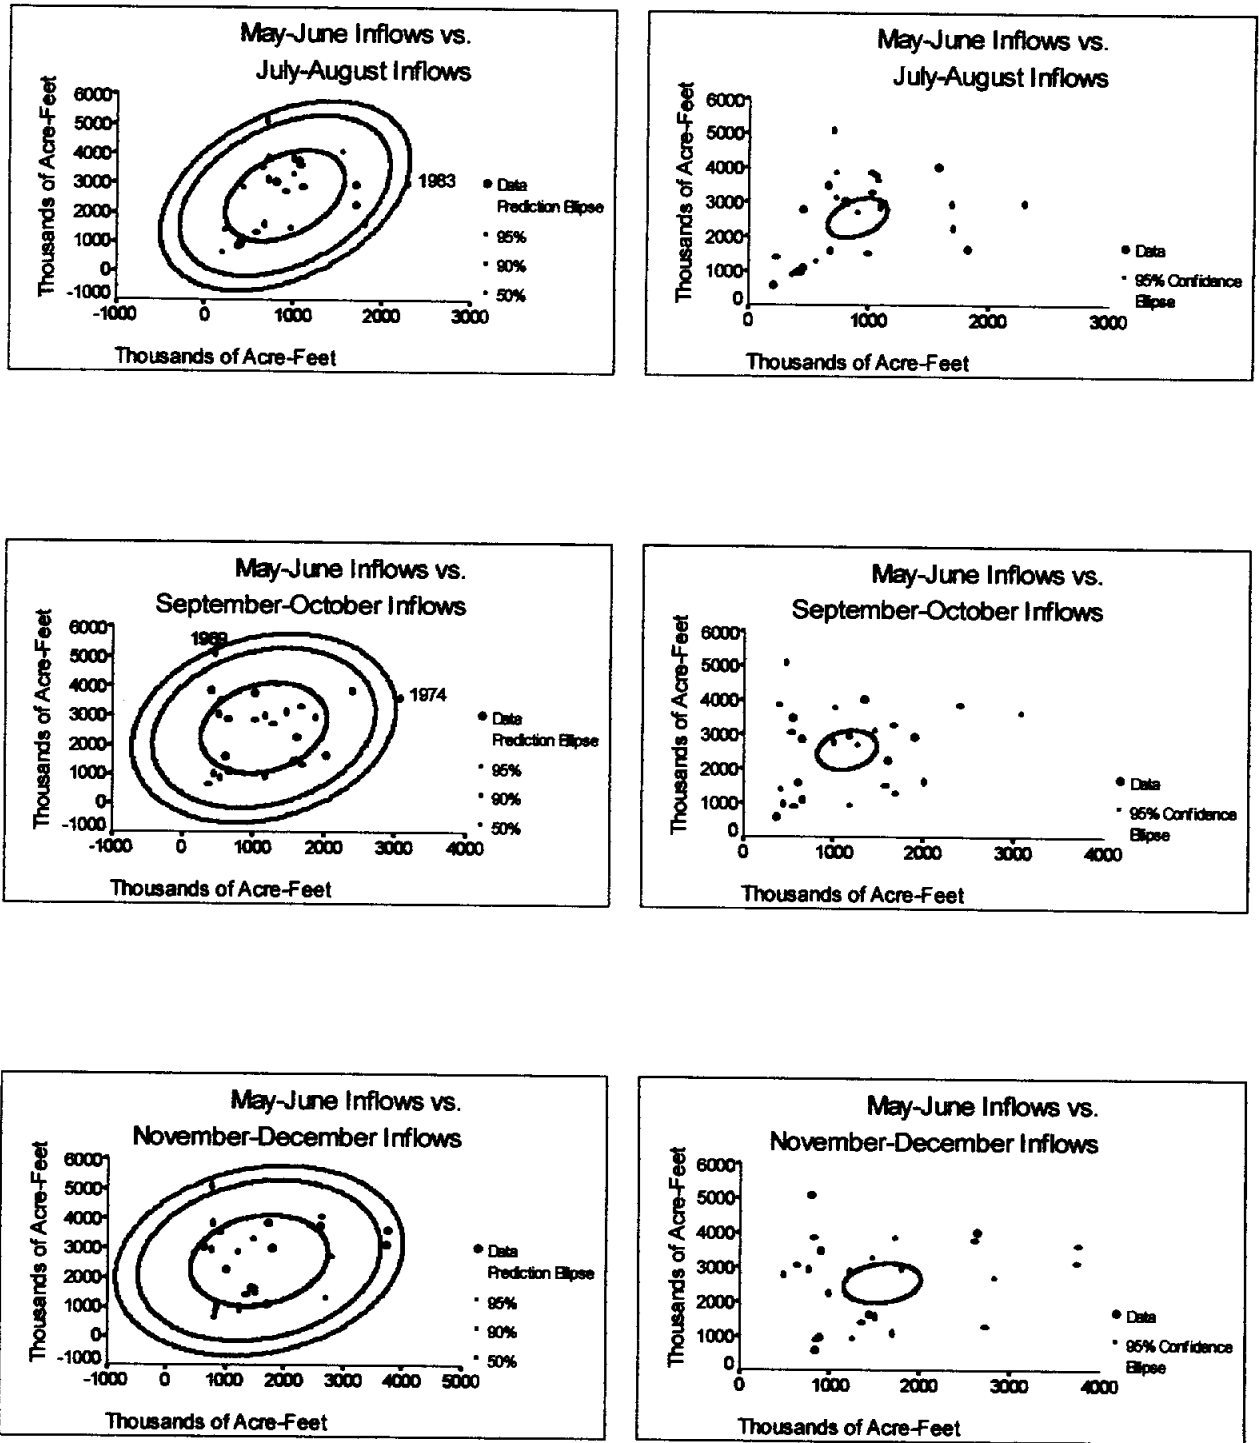 May-June Inflows vs.
July-August Inflows
Thousands of Acre-Feet
6000
5000
4000
3000
2000
1000
0
-1000
-1000 0 1000 2000 3000
Thousands of Acre-Feet
1983
Data
Prediction Ellipse
95%
90%
50%
May-June Inflows vs.
July-August Inflows
Thousands of Acre-Feet
6000
5000
4000
3000
2000
1000
0
0 1000 2000 3000
Thousands of Acre-Feet
Data
95% Confidence
Ellipse
May-June Inflows vs.
September-October Inflows
Thousands of Acre-Feet
6000
5000
4000
3000
2000
1000
0
-1000
-1000 0 1000 2000 3000 4000
Thousands of Acre-Feet
1974
Data
Prediction Ellipse
95%
90%
50%
May-June Inflows vs.
September-October Inflows
Thousands of Acre-Feet
6000
5000
4000
3000
2000
1000
0
0 1000 2000 3000 4000
Thousands of Acre-Feet
Data
95% Confidence
Ellipse
May-June Inflows vs.
November-December Inflows
Thousands of Acre-Feet
6000
5000
4000
3000
2000
1000
0
-1000
-1000 0 1000 2000 3000 4000 5000
Thousands of Acre-Feet
Data
Prediction Ellipse
95%
90%
50%
May-June Inflows vs.
November-December Inflows
Thousands of Acre-Feet
6000
5000
4000
3000
2000
1000
0
0 1000 2000 3000 4000
Thousands of Acre-Feet
Data
95% Confidence
Ellipse